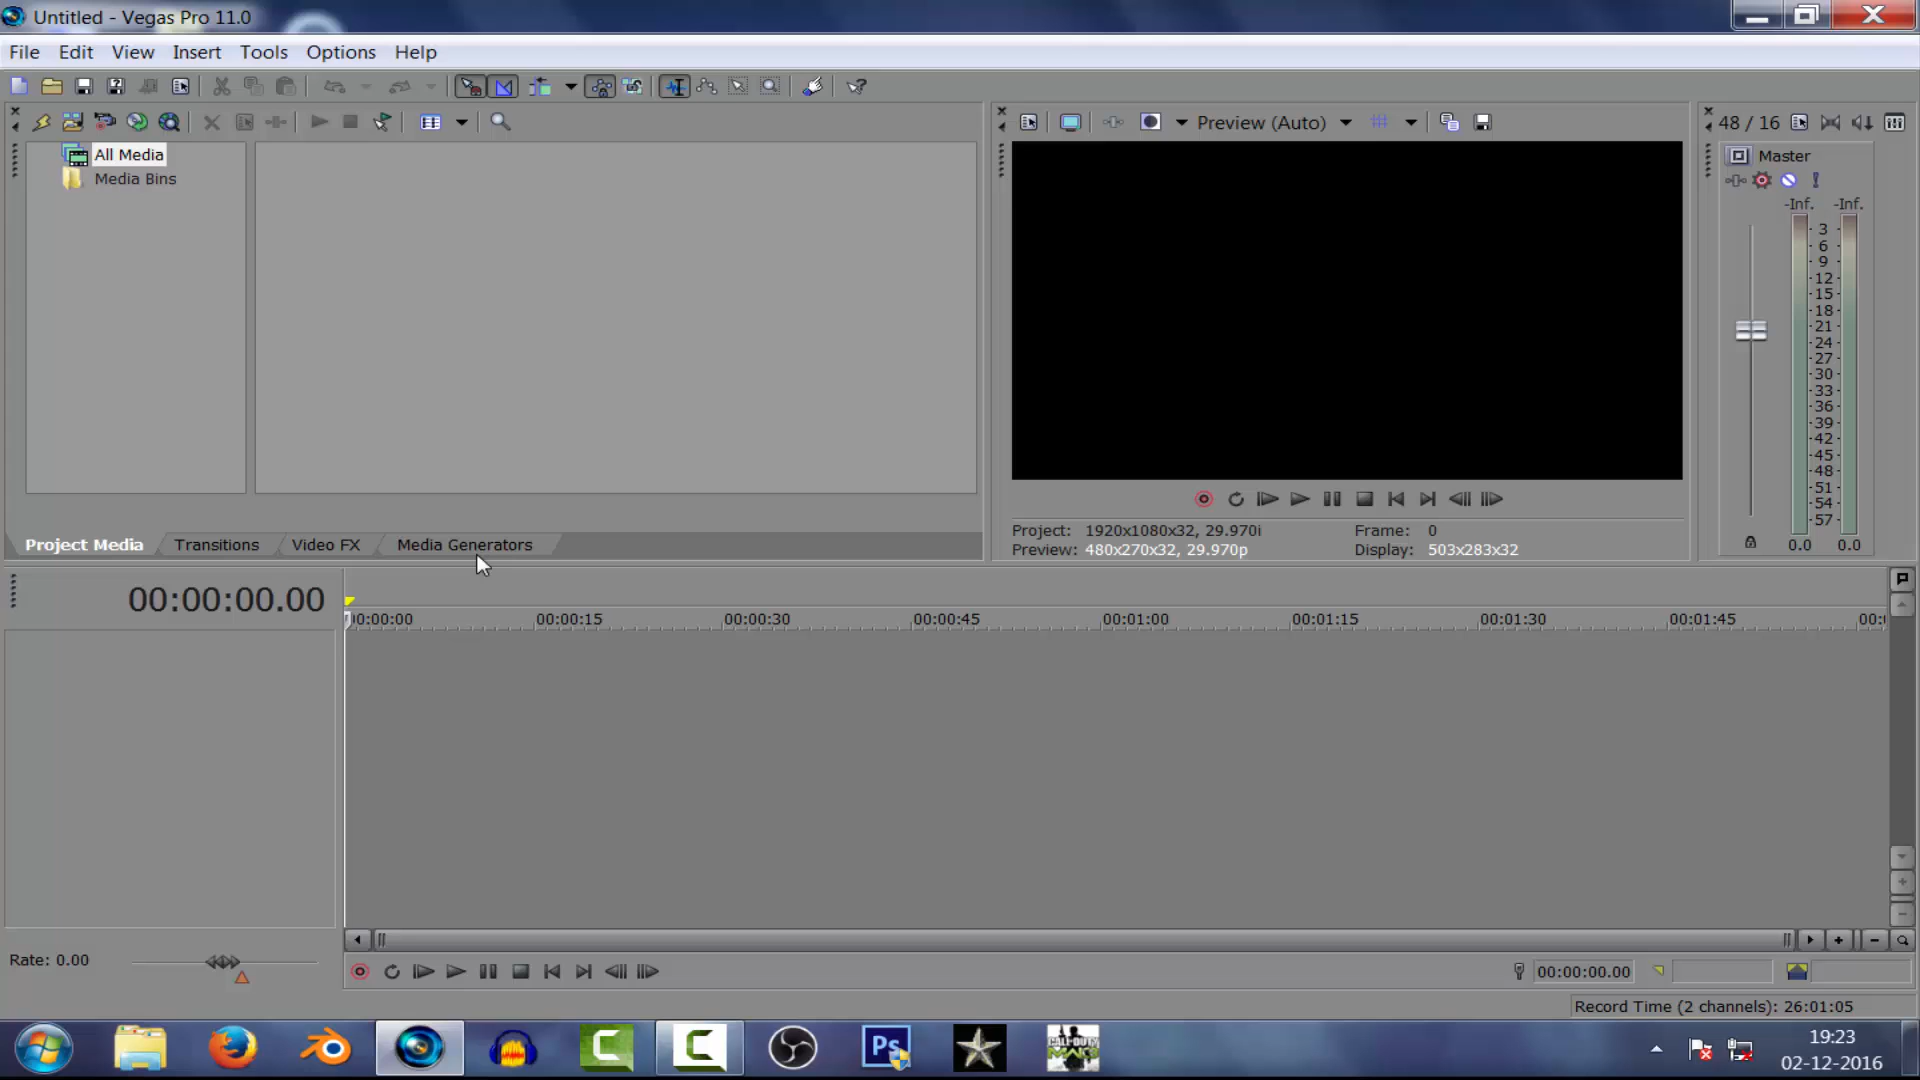 Untitled - Vegas Pro 11.0
File Edit View Insert Tools Options Help
Preview (Auto)
48 / 16
All Media
Media Bins
Master
-Inf. -Inf.
3
6
9
12
15
18
21
24
27
30
33
36
39
42
45
48
51
54
57
0.0 0.0
Project: 1920x1080x32, 29.970i Frame: 0
Preview: 480x270x32, 29.970p Display: 503x283x32
Project Media Transitions Video FX Media Generators
00:00:00.00
00:00:15 00:00:30 00:00:45 00:01:00 00:01:15 00:01:30 00:01:45
Rate: 0.00
00:00:00.00
Record Time (2 channels): 26:01:05
Ps
CALL OF DUTY
MW3
19:23
02-12-2016